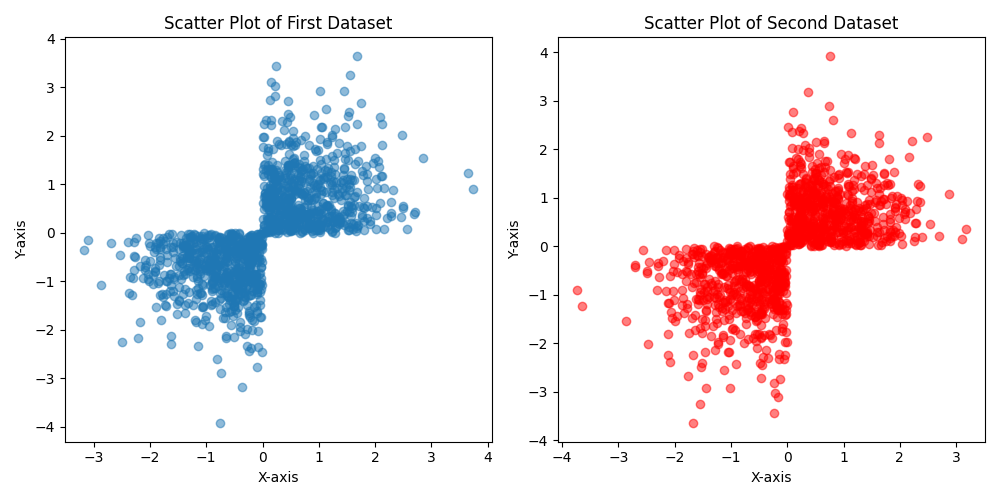 Scatter Plot of First Dataset
4
3
2
1
0
−1
−2
−3
−4
Y-axis
−3 −2 −1 0 1 2 3 4
X-axis
Scatter Plot of Second Dataset
4
3
2
1
0
−1
−2
−3
−4
Y-axis
−4 −3 −2 −1 0 1 2 3
X-axis